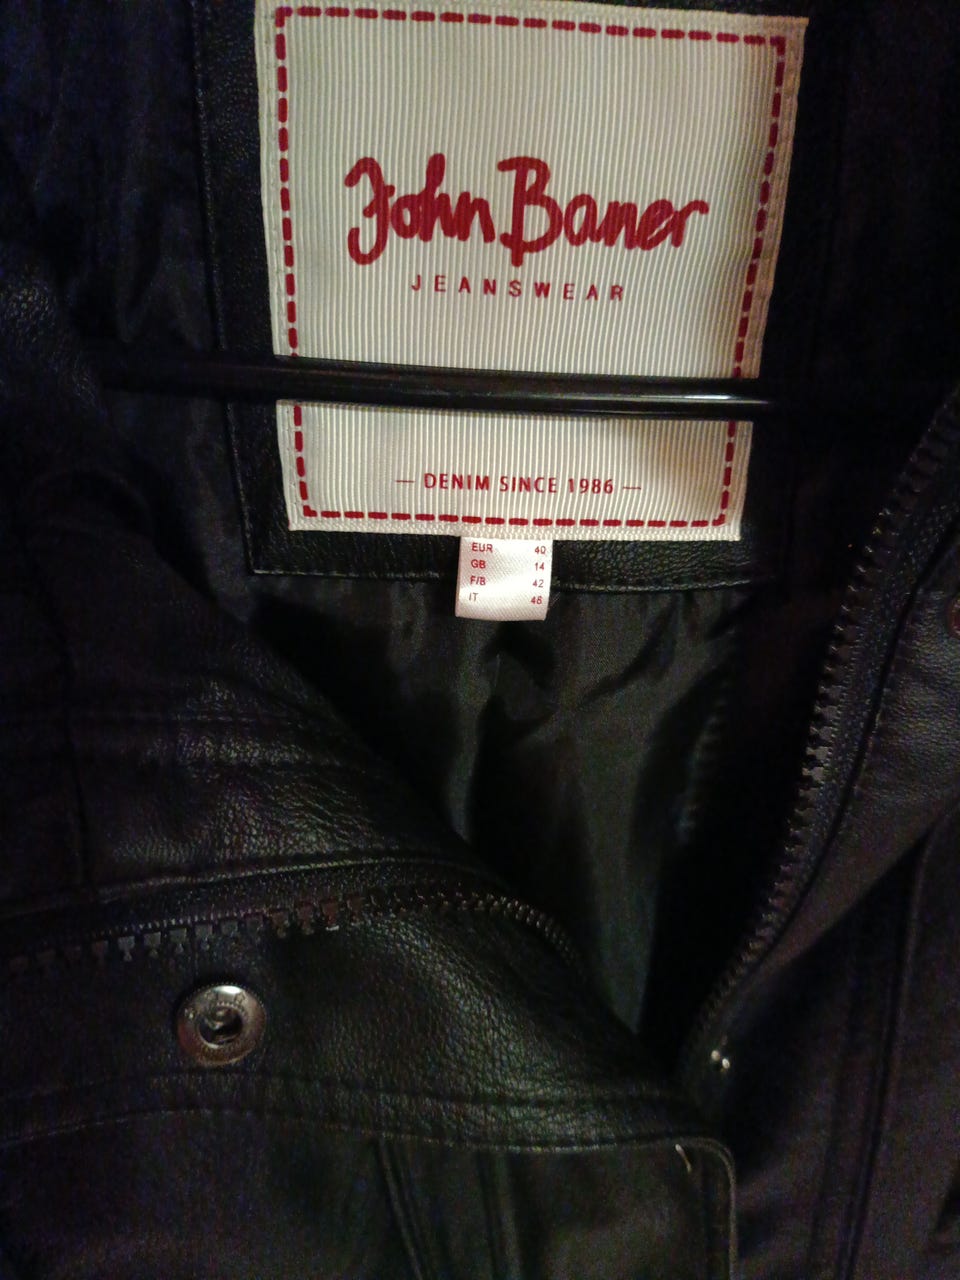 John Baner
JEANSWEAR
— DENIM SINCE 1986 —
EUR 40
GB 14
F/B 42
IT 46